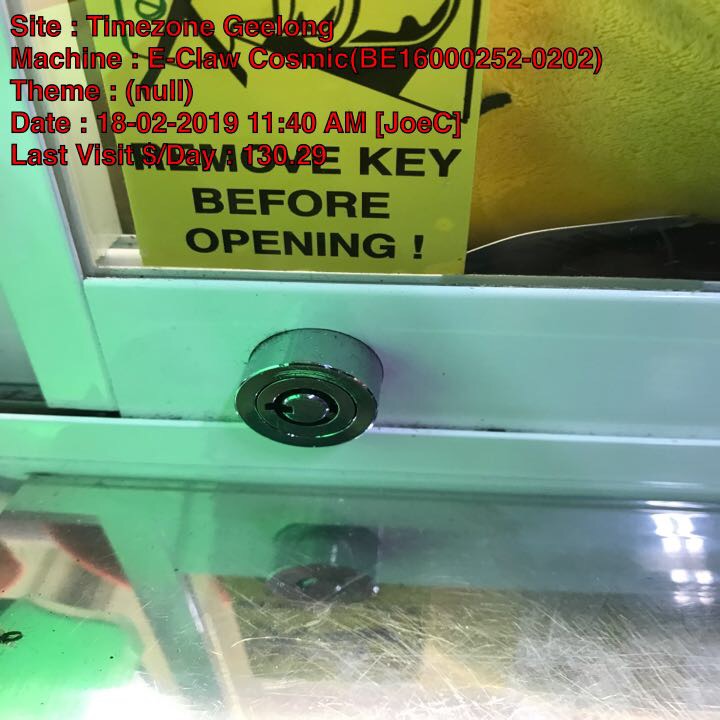 Site : Timezone Geelong
Machine : E-Claw Cosmic(BE16000252-0202)
Theme : (null)
Date : 18-02-2019 11:40 AM [JoeC]
Last Visit $/Day : 130.29
REMOVE KEY
BEFORE
OPENING !